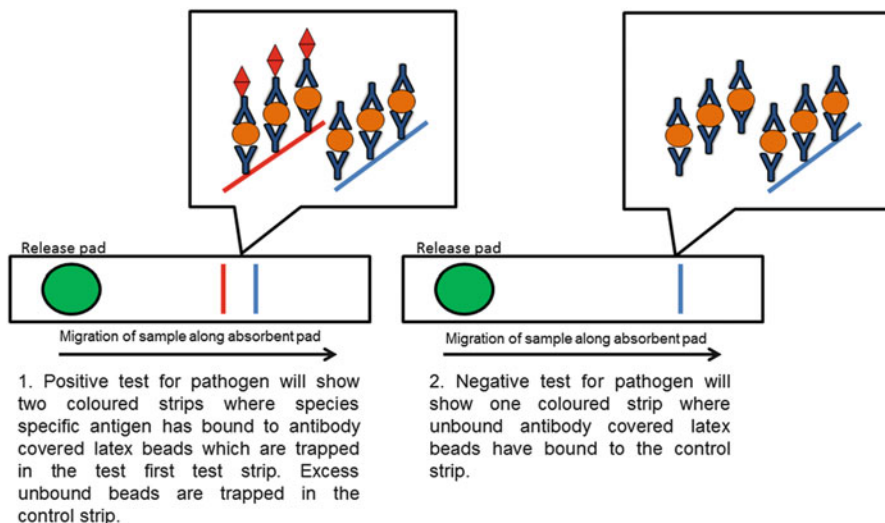 Release pad
Migration of sample along absorbent pad
1. Positive test for pathogen will show
two coloured strips where species
specific antigen has bound to antibody
covered latex beads which are trapped
in the test first test strip. Excess
unbound beads are trapped in the
control strip.
Release pad
Migration of sample along absorbent pad
2. Negative test for pathogen will
show one coloured strip where
unbound antibody covered latex
beads have bound to the control
strip.